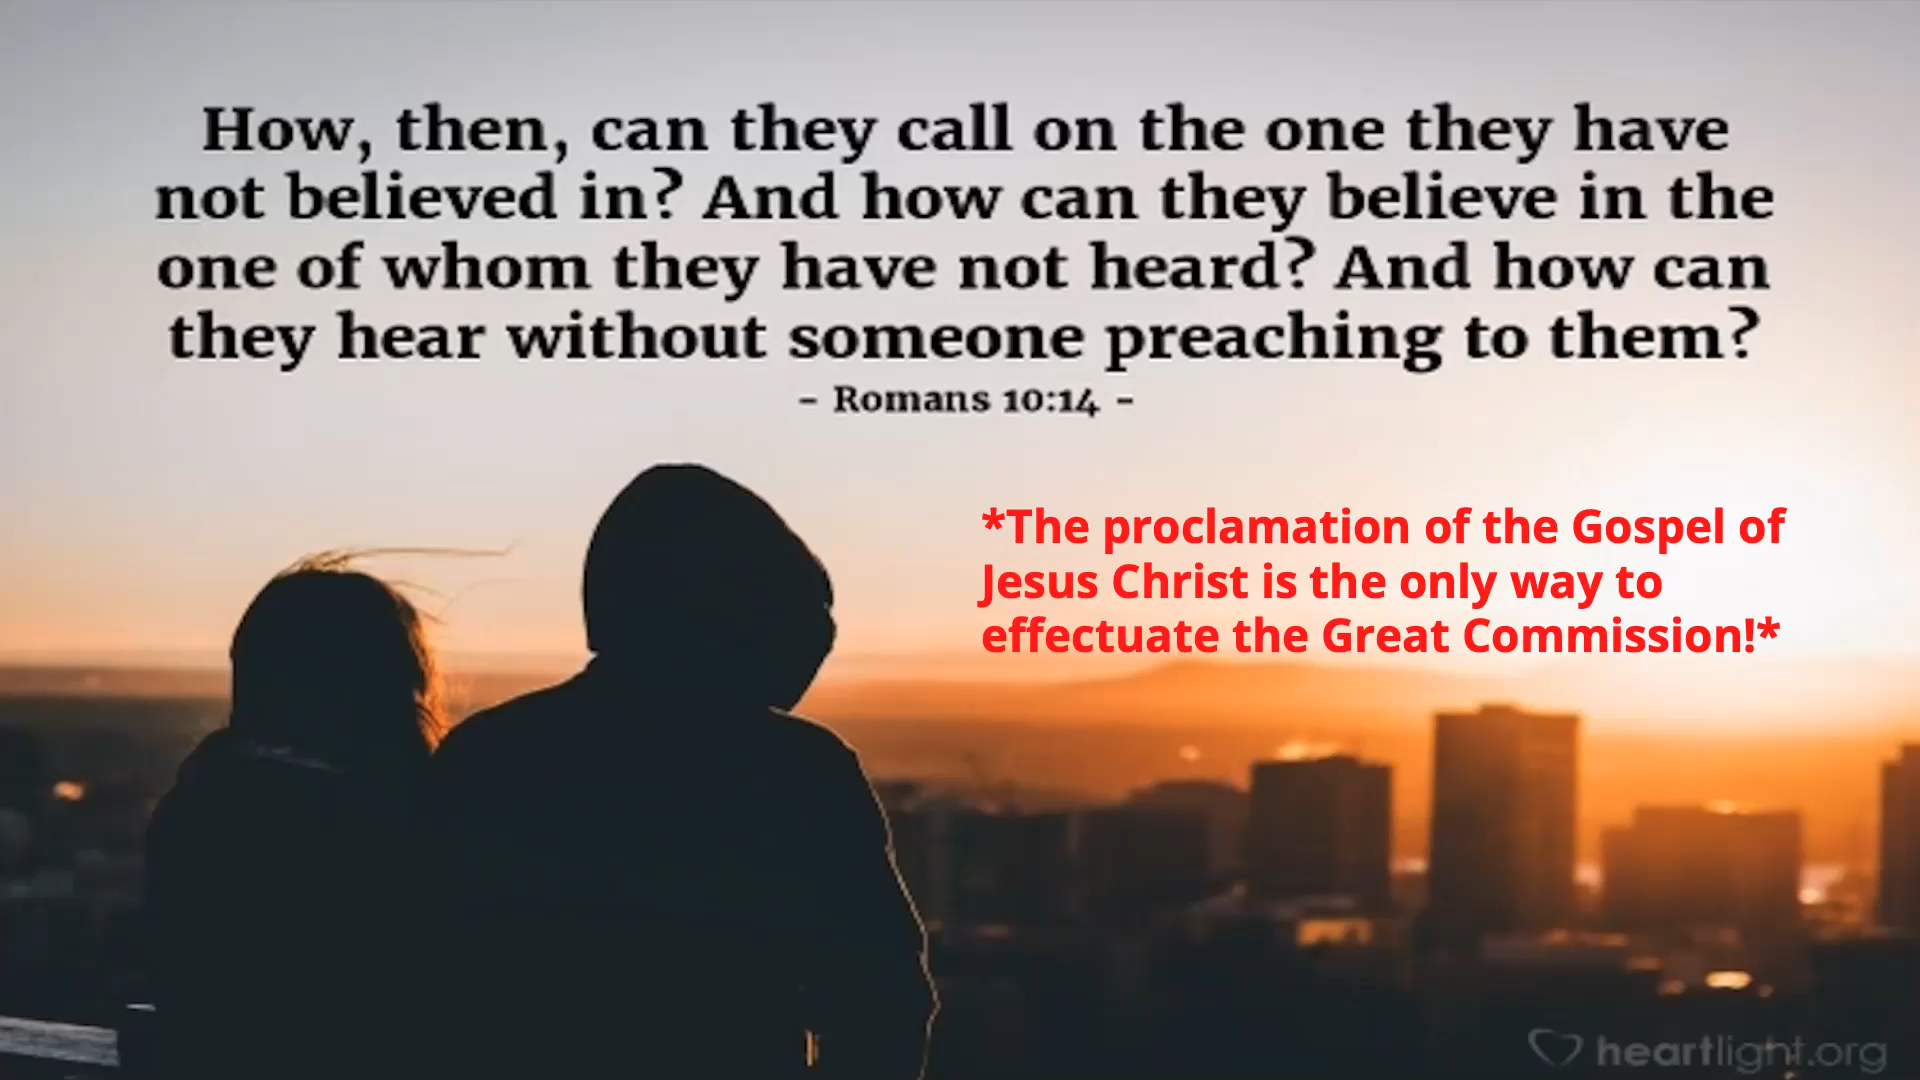 How, then, can they call on the one they have
not believed in? And how can they believe in the
one of whom they have not heard? And how can
they hear without someone preaching to them?
- Romans 10:14 -
*The proclamation of the Gospel of
Jesus Christ is the only way to
effectuate the Great Commission!*
heartlight.org